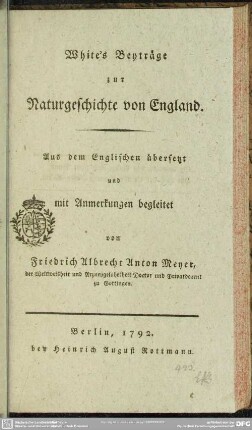 White's Beyträge
zur
Naturgeschichte von England.
Aus dem Englischen übersetzt
und
mit Anmerkungen begleitet
von
Friedrich Albrecht Anton Meyer,
der Weltweisheit und Arzneygelahrtheit Doctor und Privatdocent
zu Goettingen.
Berlin, 1792.
bey Heinrich August Rottmann.